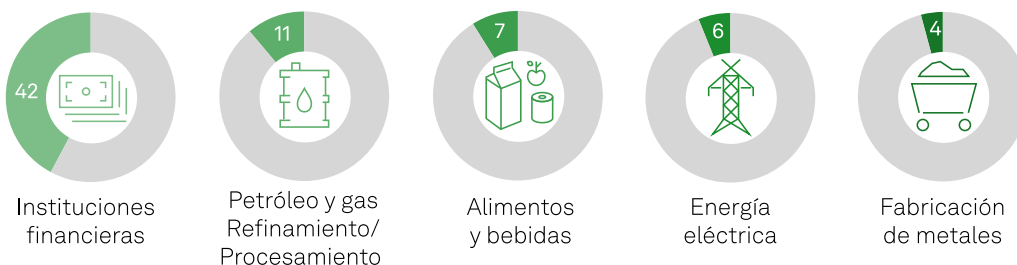 42
11
7
6
4
Instituciones
financieras
Petróleo y gas
Refinamiento/
Procesamiento
Alimentos
y bebidas
Energía
eléctrica
Fabricación
de metales